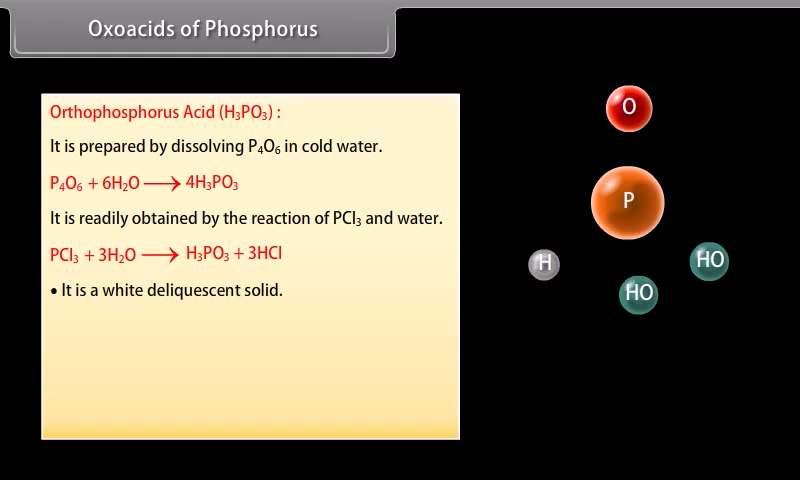 Oxoacids of Phosphorus
Orthophosphorus Acid (H₃PO₃) :
It is prepared by dissolving P₄O₆ in cold water.
P₄O₆ + 6H₂O ⟶ 4H₃PO₃
It is readily obtained by the reaction of PCl₃ and water.
PCl₃ + 3H₂O ⟶ H₃PO₃ + 3HCl
• It is a white deliquescent solid.
O
P
H
HO
HO